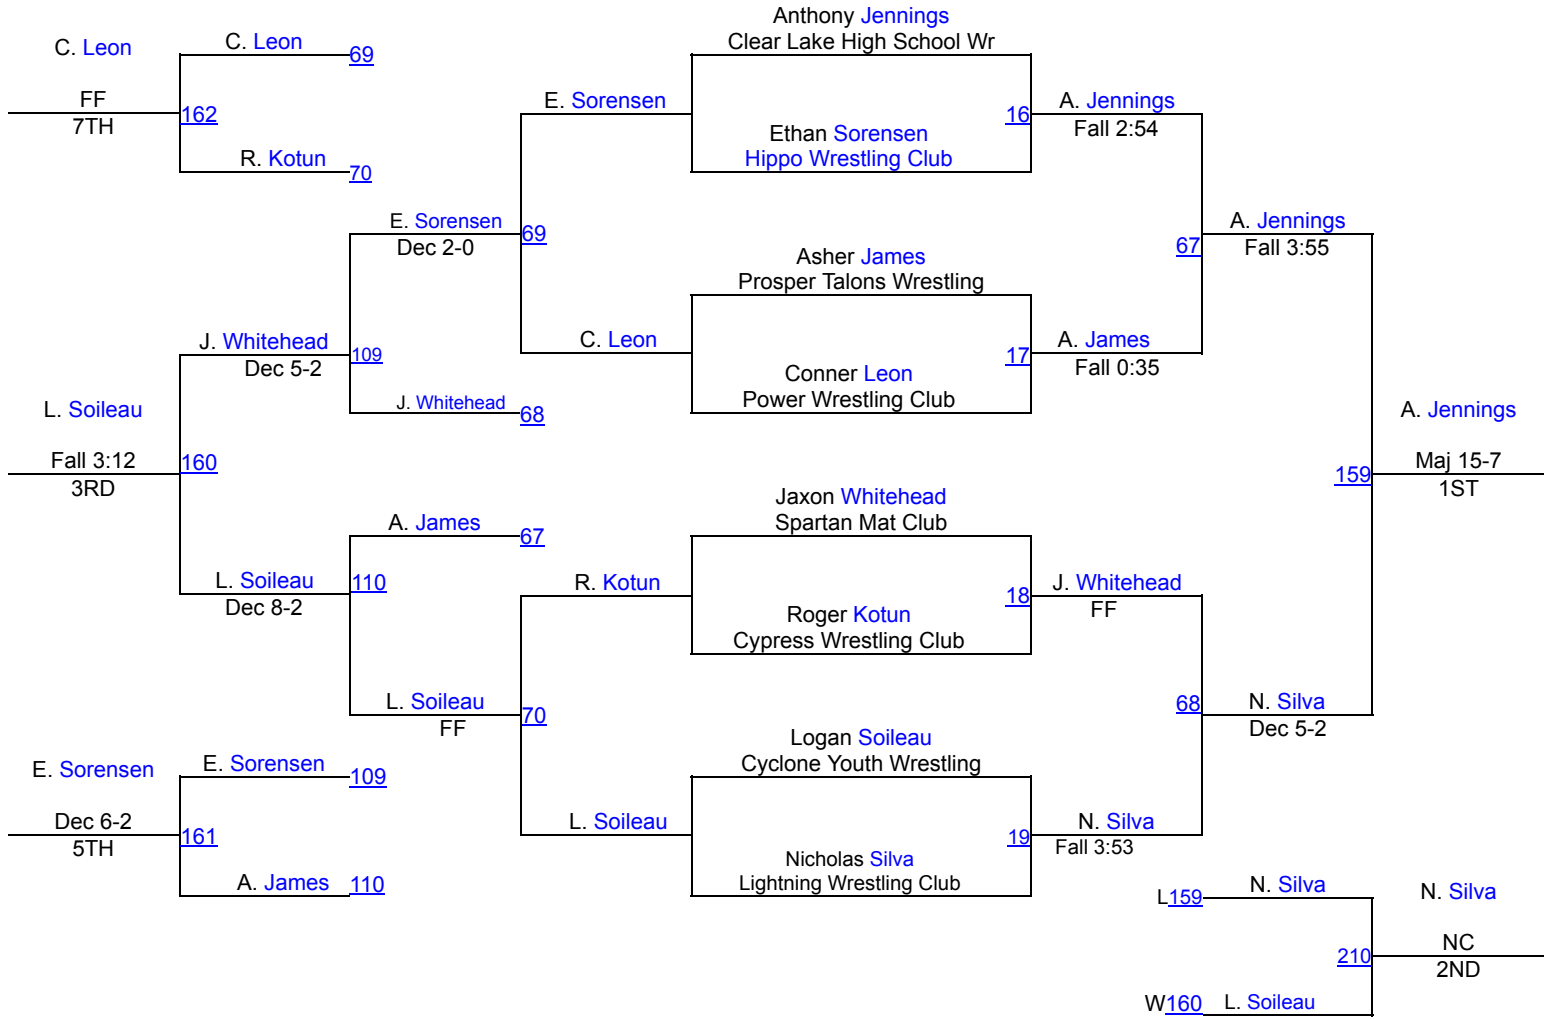 Anthony Jennings
Clear Lake High School Wr
C. Leon
C. Leon
69
FF
7TH
162
R. Kotun
70
E. Sorensen
16
A. Jennings
Fall 2:54
Ethan Sorensen
Hippo Wrestling Club
E. Sorensen
Dec 2-0
69
A. Jennings
Fall 3:55
67
Asher James
Prosper Talons Wrestling
J. Whitehead
Dec 5-2
109
C. Leon
17
A. James
Fall 0:35
Conner Leon
Power Wrestling Club
J. Whitehead
68
L. Soileau
Fall 3:12
3RD
160
A. Jennings
Maj 15-7
1ST
159
Jaxon Whitehead
Spartan Mat Club
A. James
67
L. Soileau
Dec 8-2
110
R. Kotun
18
J. Whitehead
FF
Roger Kotun
Cypress Wrestling Club
L. Soileau
FF
70
68
N. Silva
Dec 5-2
Logan Soileau
Cyclone Youth Wrestling
E. Sorensen
E. Sorensen
109
Dec 6-2
5TH
161
L. Soileau
19
N. Silva
Fall 3:53
Nicholas Silva
Lightning Wrestling Club
A. James
110
L159
N. Silva
N. Silva
NC
2ND
210
W160
L. Soileau